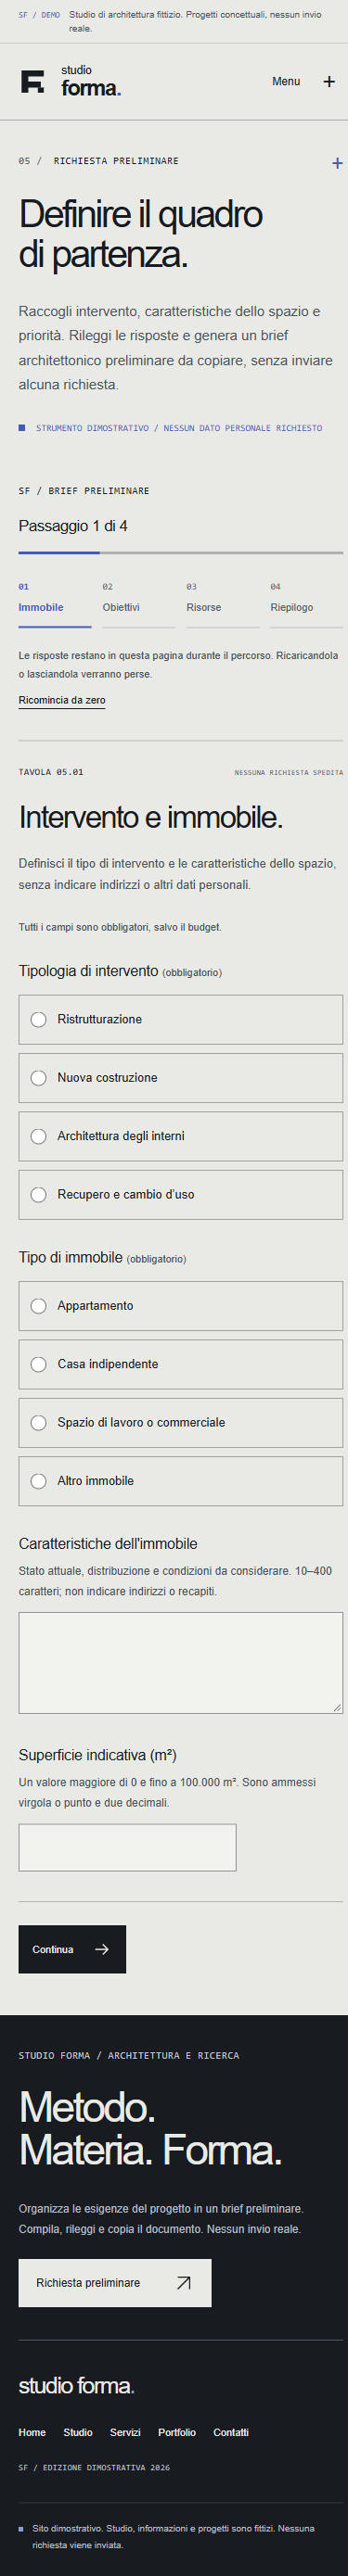 SF / DEMO Studio di architettura fittizio. Progetti concettuali, nessun invio
reale.
studio
forma.
Menu +
05 / RICHIESTA PRELIMINARE +
Definire il quadro
di partenza.
Raccogli intervento, caratteristiche dello spazio e
priorità. Rileggi le risposte e genera un brief
architettonico preliminare da copiare, senza inviare
alcuna richiesta.
STRUMENTO DIMOSTRATIVO / NESSUN DATO PERSONALE RICHIESTO
SF / BRIEF PRELIMINARE
Passaggio 1 di 4
01 02 03 04
Immobile Obiettivi Risorse Riepilogo
Le risposte restano in questa pagina durante il percorso. Ricaricandola
o lasciandola verranno perse.
Ricomincia da zero
TAVOLA 05.01 NESSUNA RICHIESTA SPEDITA
Intervento e immobile.
Definisci il tipo di intervento e le caratteristiche dello spazio,
senza indicare indirizzi o altri dati personali.
Tutti i campi sono obbligatori, salvo il budget.
Tipologia di intervento (obbligatorio)
Ristrutturazione
Nuova costruzione
Architettura degli interni
Recupero e cambio d'uso
Tipo di immobile (obbligatorio)
Appartamento
Casa indipendente
Spazio di lavoro o commerciale
Altro immobile
Caratteristiche dell'immobile
Stato attuale, distribuzione e condizioni da considerare. 10–400
caratteri; non indicare indirizzi o recapiti.
Superficie indicativa (m²)
Un valore maggiore di 0 e fino a 100.000 m². Sono ammessi
virgola o punto e due decimali.
Continua
STUDIO FORMA / ARCHITETTURA E RICERCA
Metodo.
Materia. Forma.
Organizza le esigenze del progetto in un brief preliminare.
Compila, rileggi e copia il documento. Nessun invio reale.
Richiesta preliminare
studio forma.
Home Studio Servizi Portfolio Contatti
SF / EDIZIONE DIMOSTRATIVA 2026
Sito dimostrativo. Studio, informazioni e progetti sono fittizi. Nessuna
richiesta viene inviata.